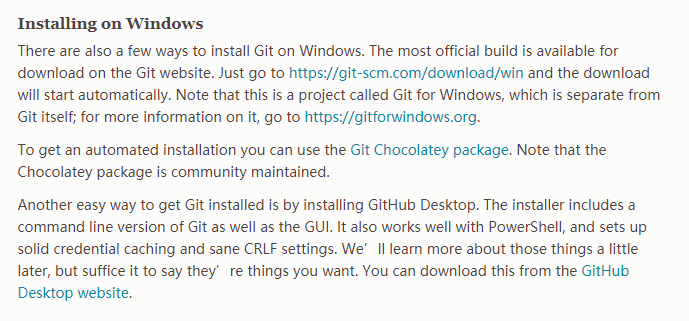 Installing on Windows
There are also a few ways to install Git on Windows. The most official build is available for
download on the Git website. Just go to https://git-scm.com/download/win and the download
will start automatically. Note that this is a project called Git for Windows, which is separate from
Git itself; for more information on it, go to https://gitforwindows.org.
To get an automated installation you can use the Git Chocolatey package. Note that the
Chocolatey package is community maintained.
Another easy way to get Git installed is by installing GitHub Desktop. The installer includes a
command line version of Git as well as the GUI. It also works well with PowerShell, and sets up
solid credential caching and sane CRLF settings. We’ll learn more about those things a little
later, but suffice it to say they’re things you want. You can download this from the GitHub
Desktop website.